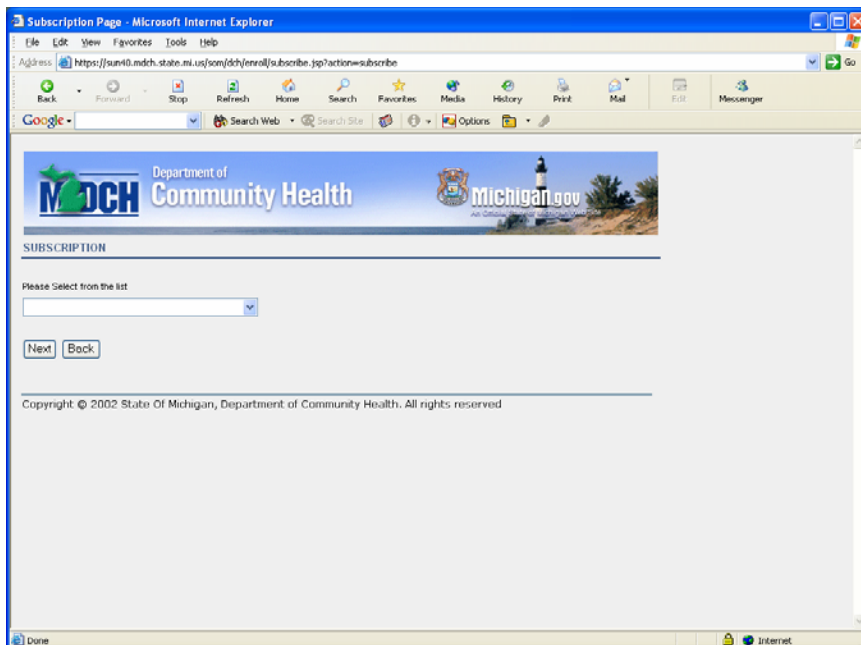 Subscription Page - Microsoft Internet Explorer
File Edit View Favorites Tools Help
Address https://sun40.mdch.state.mi.us/som/dch/enroll/subscribe.jsp?action=subscribe Go
Back Forward Stop Refresh Home Search Favorites Media History Print Mail Edit Messenger
Google Search Web Search Site Options
MDCH Department of Community Health Michigan.gov
SUBSCRIPTION
Please Select from the list
Next Back
Copyright © 2002 State Of Michigan, Department of Community Health. All rights reserved
Done Internet